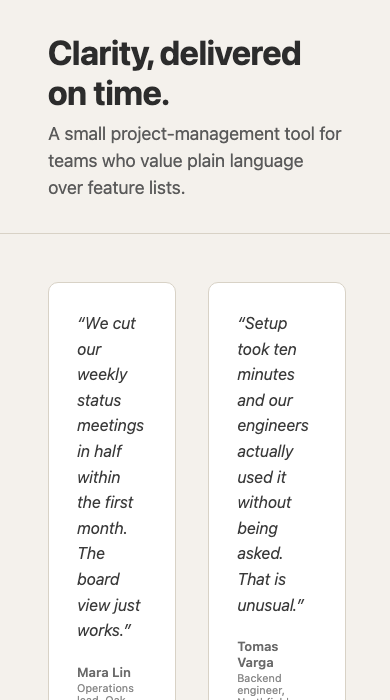 Clarity, delivered
on time.
A small project-management tool for
teams who value plain language
over feature lists.
“We cut
our
weekly
status
meetings
in half
within
the first
month.
The
board
view just
works.”
Mara Lin
Operations
lead, Oak
“Setup
took ten
minutes
and our
engineers
actually
used it
without
being
asked.
That is
unusual.”
Tomas
Varga
Backend
engineer,